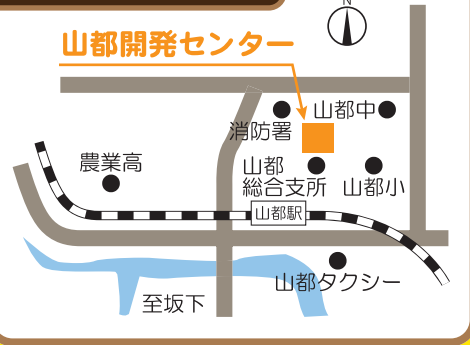 N
山都開発センター
山都中
消防署
農業高
山都
総合支所
山都小
山都駅
山都タクシー
至坂下